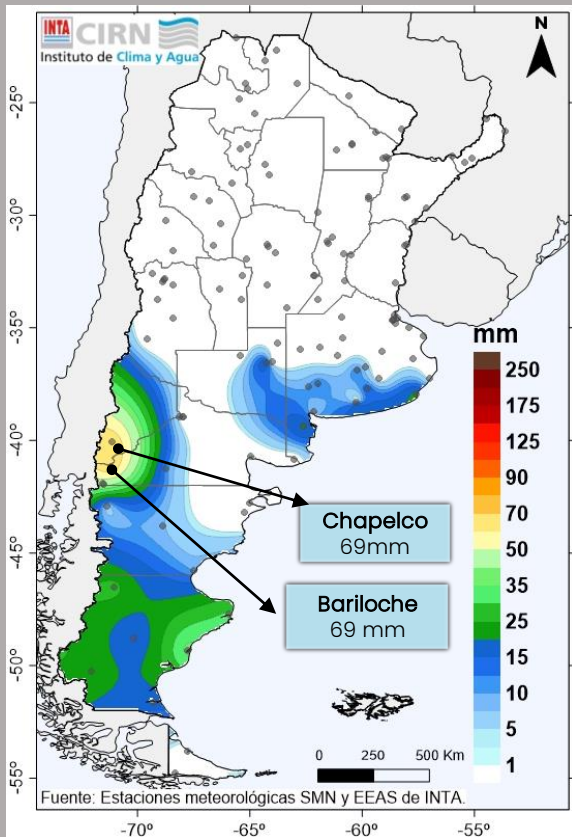 INTA CIRN
Instituto de Clima y Agua
N
-25°
-30°
-35°
-40°
-45°
-50°
-55°
mm
250
175
125
90
70
50
35
25
15
10
5
1
Chapelco
69mm
Bariloche
69 mm
0 250 500 Km
Fuente: Estaciones meteorológicas SMN y EEAS de INTA.
-70° -65° -60° -55°